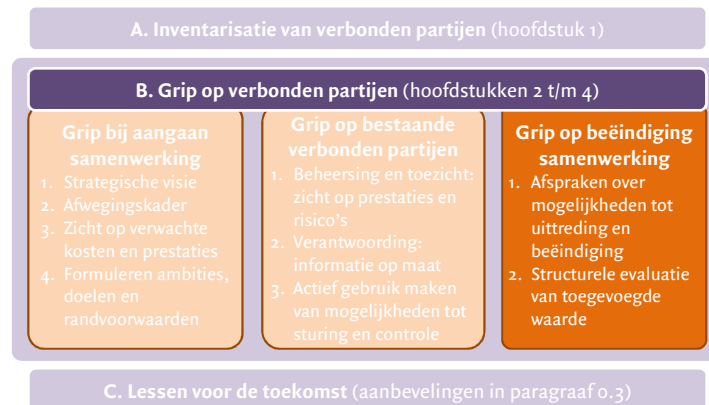 A. Inventarisatie van verbonden partijen (hoofdstuk 1)
B. Grip op verbonden partijen (hoofdstukken 2 t/m 4)
Grip bij aangaan
samenwerking
1. Strategische visie
2. Afwegingskader
3. Zicht op verwachte
kosten en prestaties
4. Formuleren ambities,
doelen en
randvoorwaarden
Grip op bestaande
verbonden partijen
1. Beheersing en toezicht:
zicht op prestaties en
risico's
2. Verantwoording:
informatie op maat
3. Actief gebruik maken
van mogelijkheden tot
sturing en controle
Grip op beëindiging
samenwerking
1. Afspraken over
mogelijkheden tot
uittreding en
beëindiging
2. Structurele evaluatie
van toegevoegde
waarde
C. Lessen voor de toekomst (aanbevelingen in paragraaf 0.3)